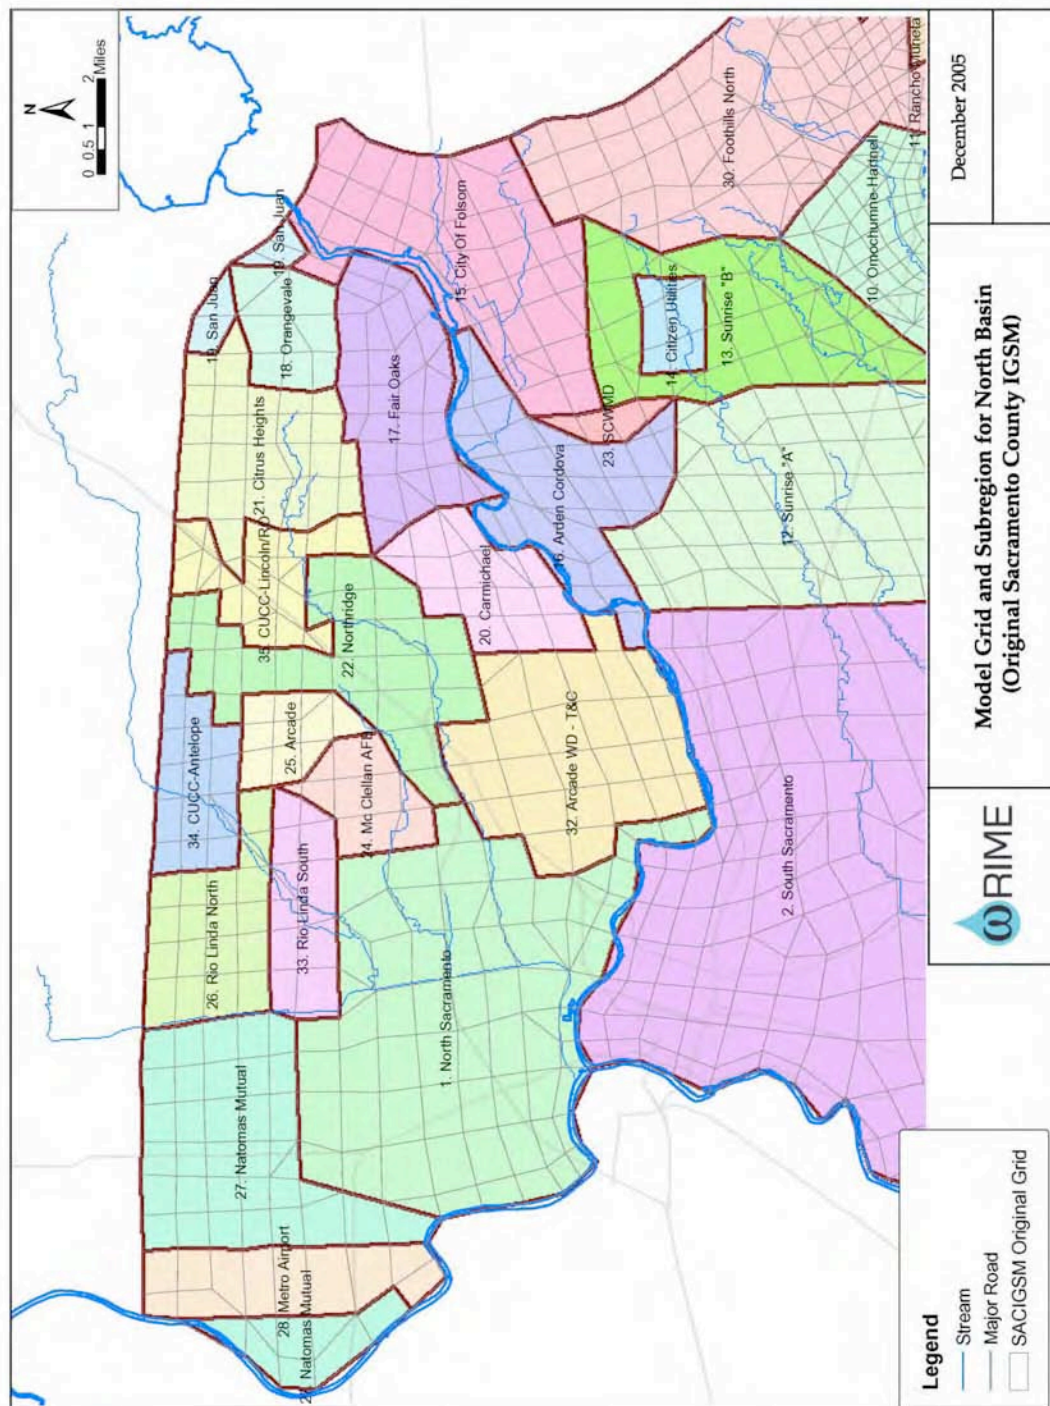 N
0 0.5 1 2
Miles
19. San Juan
19. San Juan
18. Orangevale
21. Citrus Heights
35. CUCC-Lincoln/RO
34. CUCC-Antelope
22. Northridge
25. Arcade
24. Mc Clellan AFB
26. Rio Linda North
33. Rio Linda South
27. Natomas Mutual
28. Metro Airport
27. Natomas Mutual
1. North Sacramento
17. Fair Oaks
15. City Of Folsom
20. Carmichael
16. Arden Cordova
32. Arcade WD - T&C
23. SCWMD
14. Citizen Utilities
13. Sunrise "B"
12. Sunrise "A"
30. Foothills North
10. Omochumne-Hartnell
2. South Sacramento
Legend
Stream
Major Road
SACIGSM Original Grid
WRIME
Model Grid and Subregion for North Basin
(Original Sacramento County IGSM)
December 2005